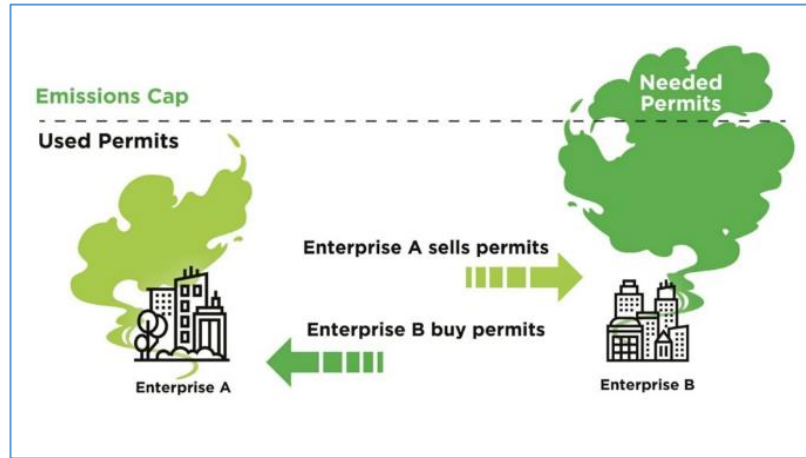 Emissions Cap
Needed
Permits
Used Permits
Enterprise A sells permits
Enterprise B buy permits
Enterprise A
Enterprise B